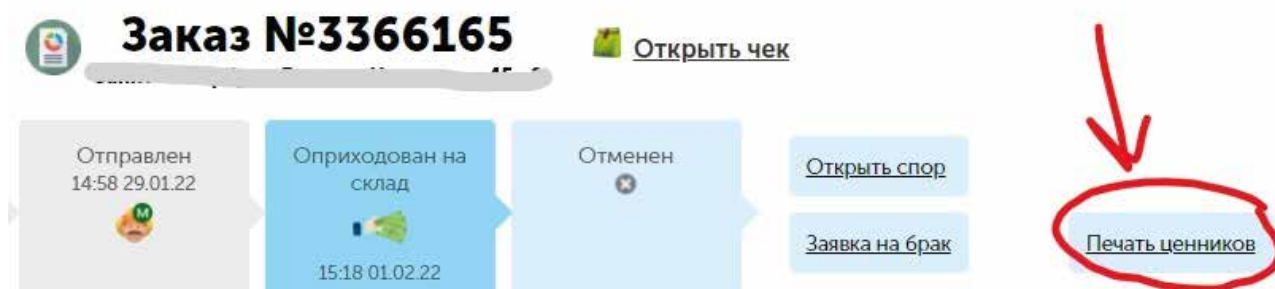 Заказ №3366165
Открыть чек
Отправлен
14:58 29.01.22
М
Оприходован на
склад
15:18 01.02.22
Отменен
Открыть спор
Заявка на брак
Печать ценников